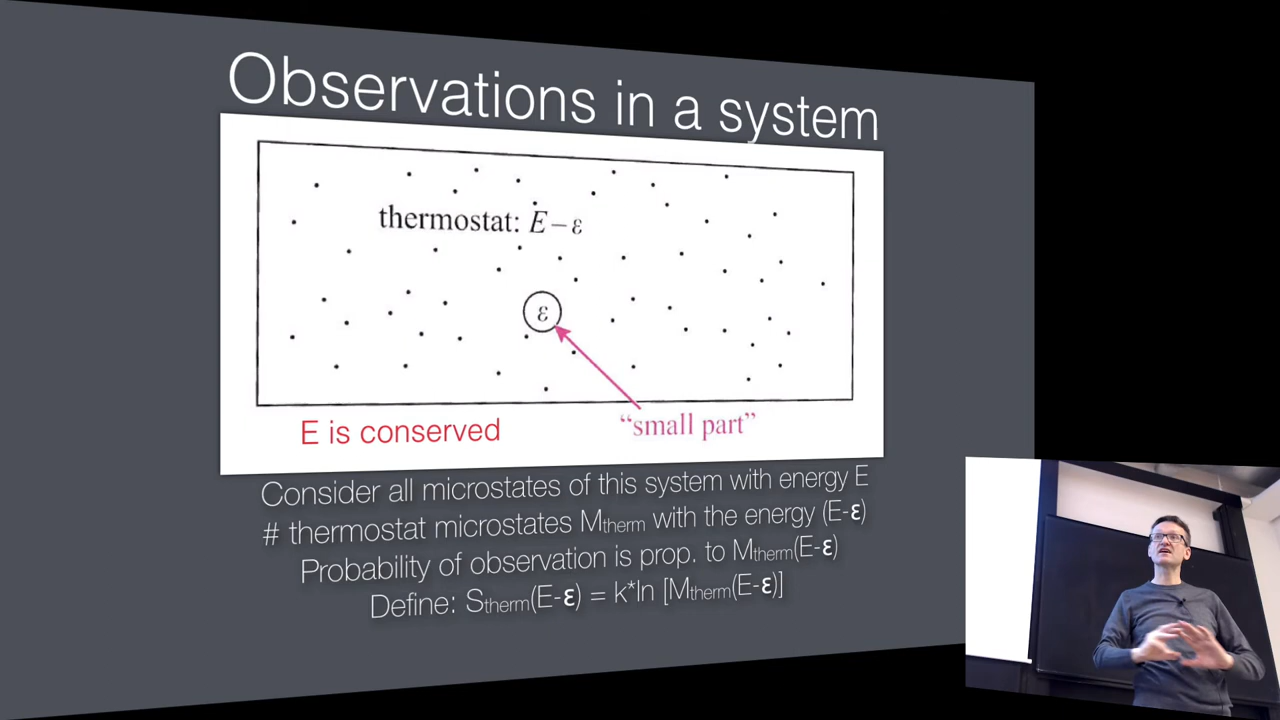 Observations in a system
thermostat: E – ε
ε
“small part”
E is conserved
Consider all microstates of this system with energy E
# thermostat microstates Mtherm with the energy (E-ε)
Probability of observation is prop. to Mtherm(E-ε)
Define: Stherm(E-ε) = k*ln [Mtherm(E-ε)]